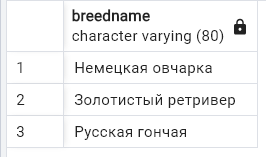 breedname
character varying (80)
1 Немецкая овчарка
2 Золотистый ретривер
3 Русская гончая